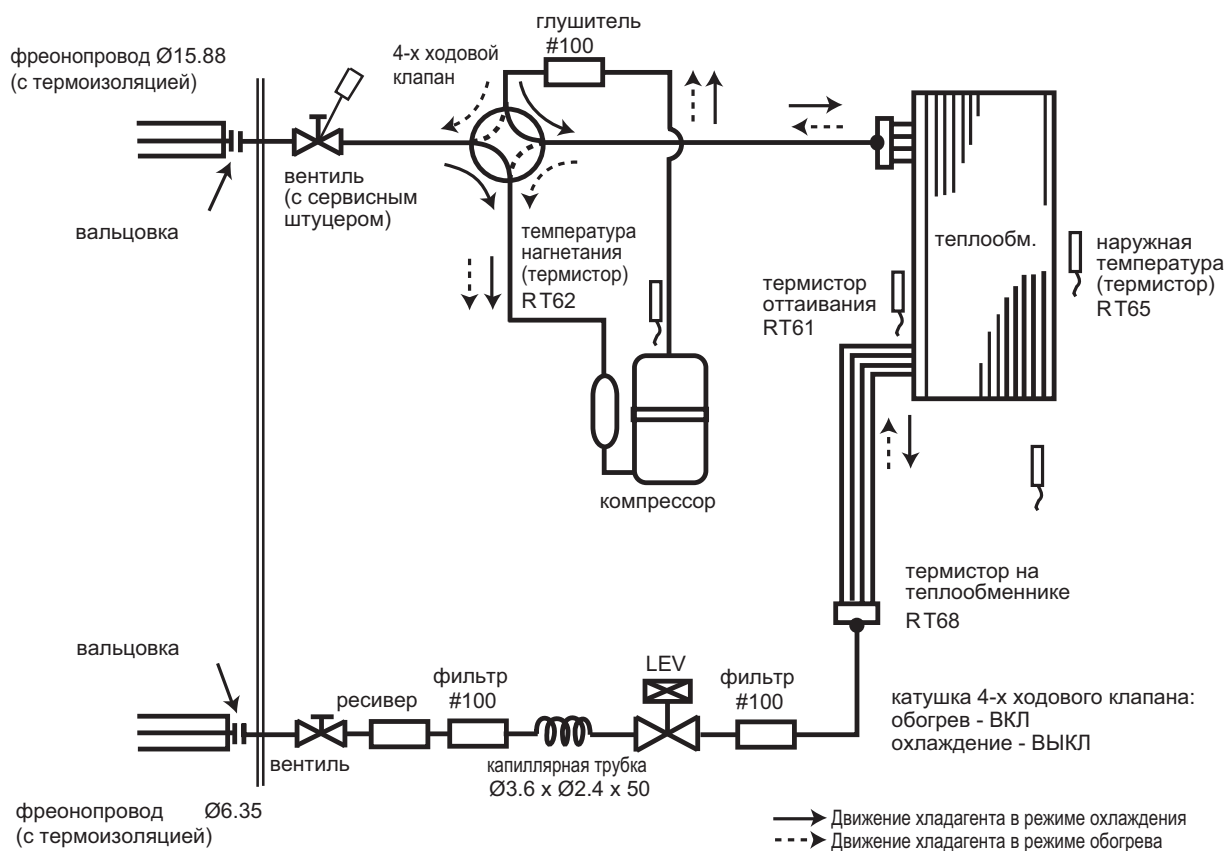 глушитель
#100
фреонопровод Ø15.88
(с термоизоляцией)
4-х ходовой
клапан
вентиль
(с сервисным
штуцером)
вальцовка
температура
нагнетания
(термистор)
RT62
теплообм.
наружная
температура
(термистор)
RT65
термистор
оттаивания
RT61
компрессор
термистор на
теплообменнике
RT68
вальцовка
ресивер
фильтр
#100
LEV
фильтр
#100
катушка 4-х ходового клапана:
обогрев - ВКЛ
охлаждение - ВЫКЛ
вентиль
капиллярная трубка
Ø3.6 x Ø2.4 x 50
фреонопровод Ø6.35
(с термоизоляцией)
Движение хладагента в режиме охлаждения
Движение хладагента в режиме обогрева